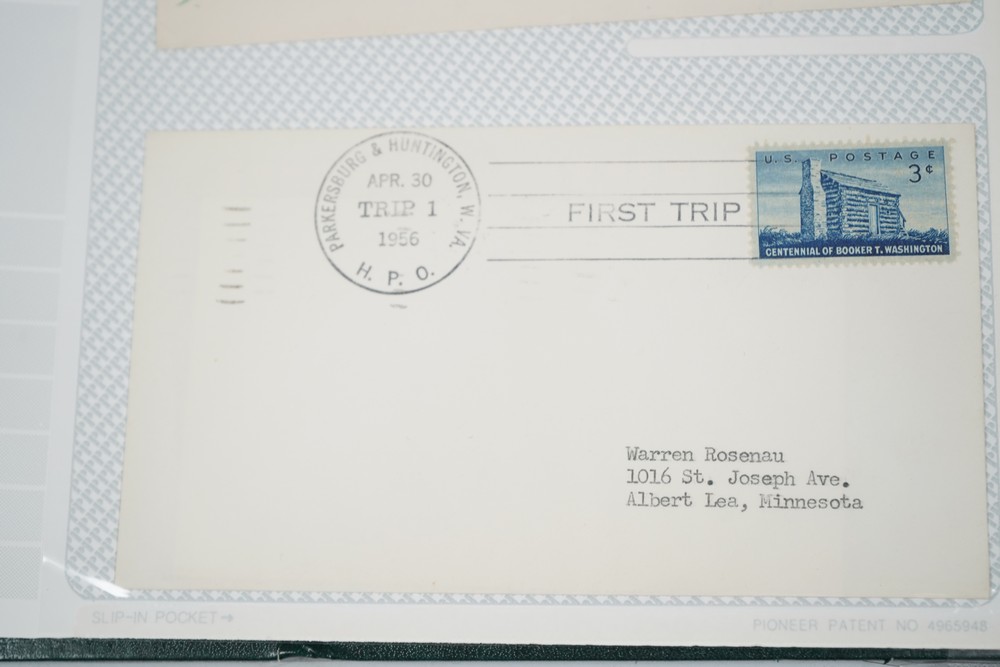 PARKERSBURG & HUNTINGTON, W. VA.
APR. 30
TRIP 1
1956
H. P. O.
FIRST TRIP
U.S. POSTAGE
3¢
CENTENNIAL OF BOOKER T. WASHINGTON
Warren Rosenau
1016 St. Joseph Ave.
Albert Lea, Minnesota
SLIP-IN POCKET→
PIONEER PATENT NO 4965948